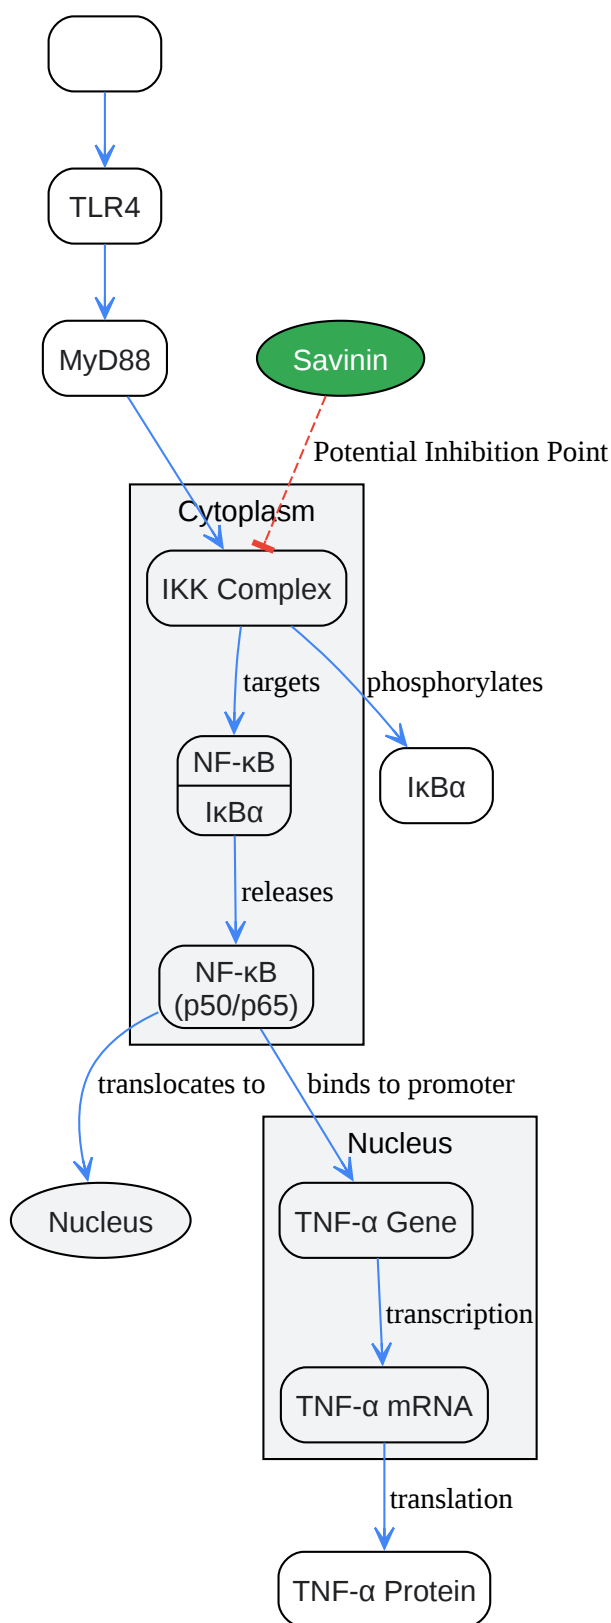 TLR4
MyD88
Savinin
Potential Inhibition Point
Cytoplasm
IKK Complex
targets
phosphorylates
NF-κB
IκBα
IκBα
releases
NF-κB
(p50/p65)
translocates to
binds to promoter
Nucleus
Nucleus
TNF-α Gene
transcription
TNF-α mRNA
translation
TNF-α Protein